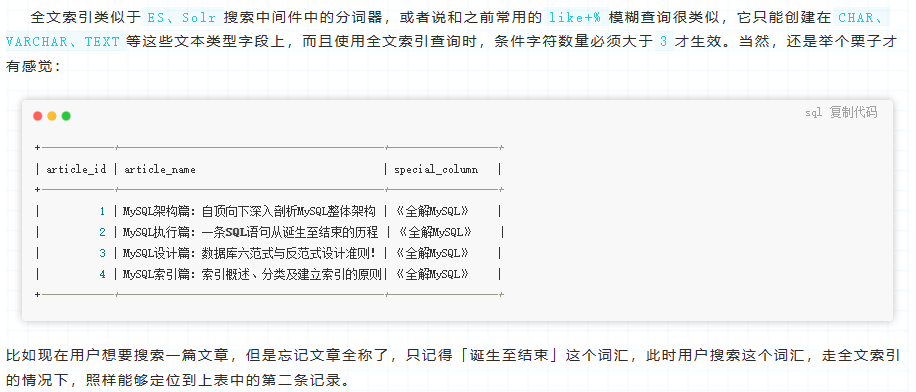 全文索引类似于 ES、Solr 搜索中间件中的分词器，或者说和之前常用的 like+% 模糊查询很类似，它只能创建在 CHAR、
VARCHAR、TEXT 等这些文本类型字段上，而且使用全文索引查询时，条件字符数量必须大于 3 才生效。当然，还是举个栗子才
有感觉：
sql 复制代码
| article_id | article_name | special_column |
| 1 | MySQL架构篇：自顶向下深入剖析MySQL整体架构 | 《全解MySQL》 |
| 2 | MySQL执行篇：一条SQL语句从诞生至结束的历程 | 《全解MySQL》 |
| 3 | MySQL设计篇：数据库六范式与反范式设计准则！ | 《全解MySQL》 |
| 4 | MySQL索引篇：索引概述、分类及建立索引的原则| 《全解MySQL》 |
比如现在用户想要搜索一篇文章，但是忘记文章全称了，只记得「诞生至结束」这个词汇，此时用户搜索这个词汇，走全文索引
的情况下，照样能够定位到上表中的第二条记录。